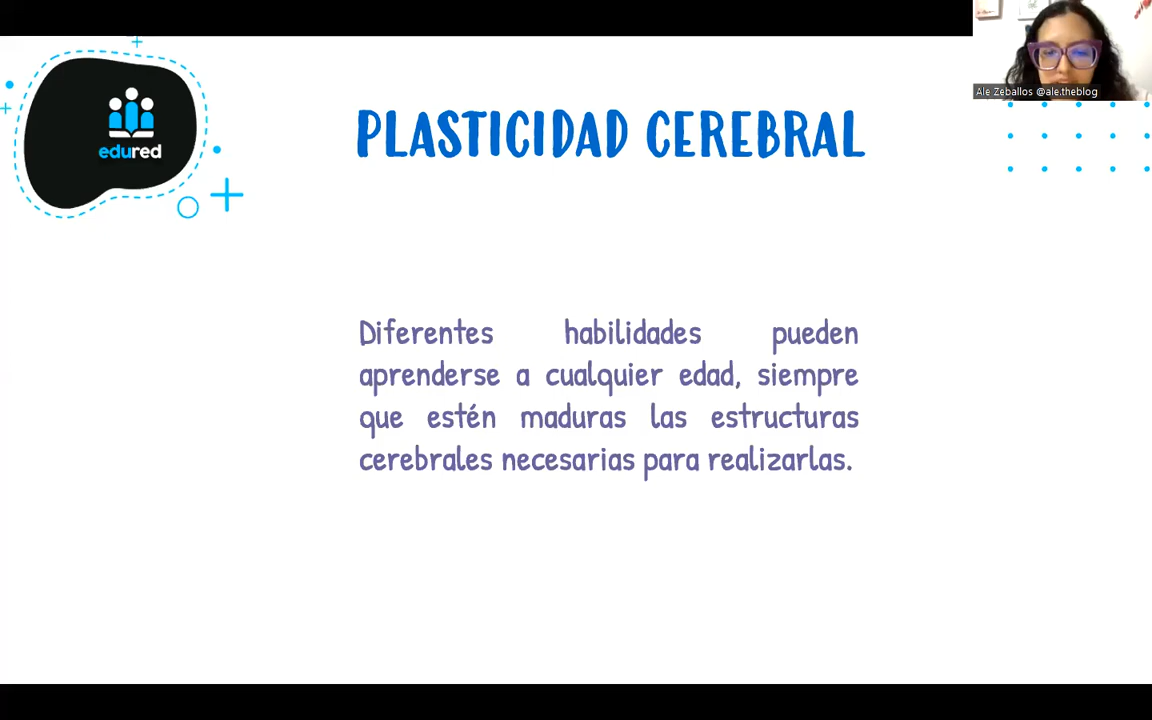 Ale Zeballos @ale.theblog
edured
PLASTICIDAD CEREBRAL
Diferentes habilidades pueden
aprenderse a cualquier edad, siempre
que estén maduras las estructuras
cerebrales necesarias para realizarlas.